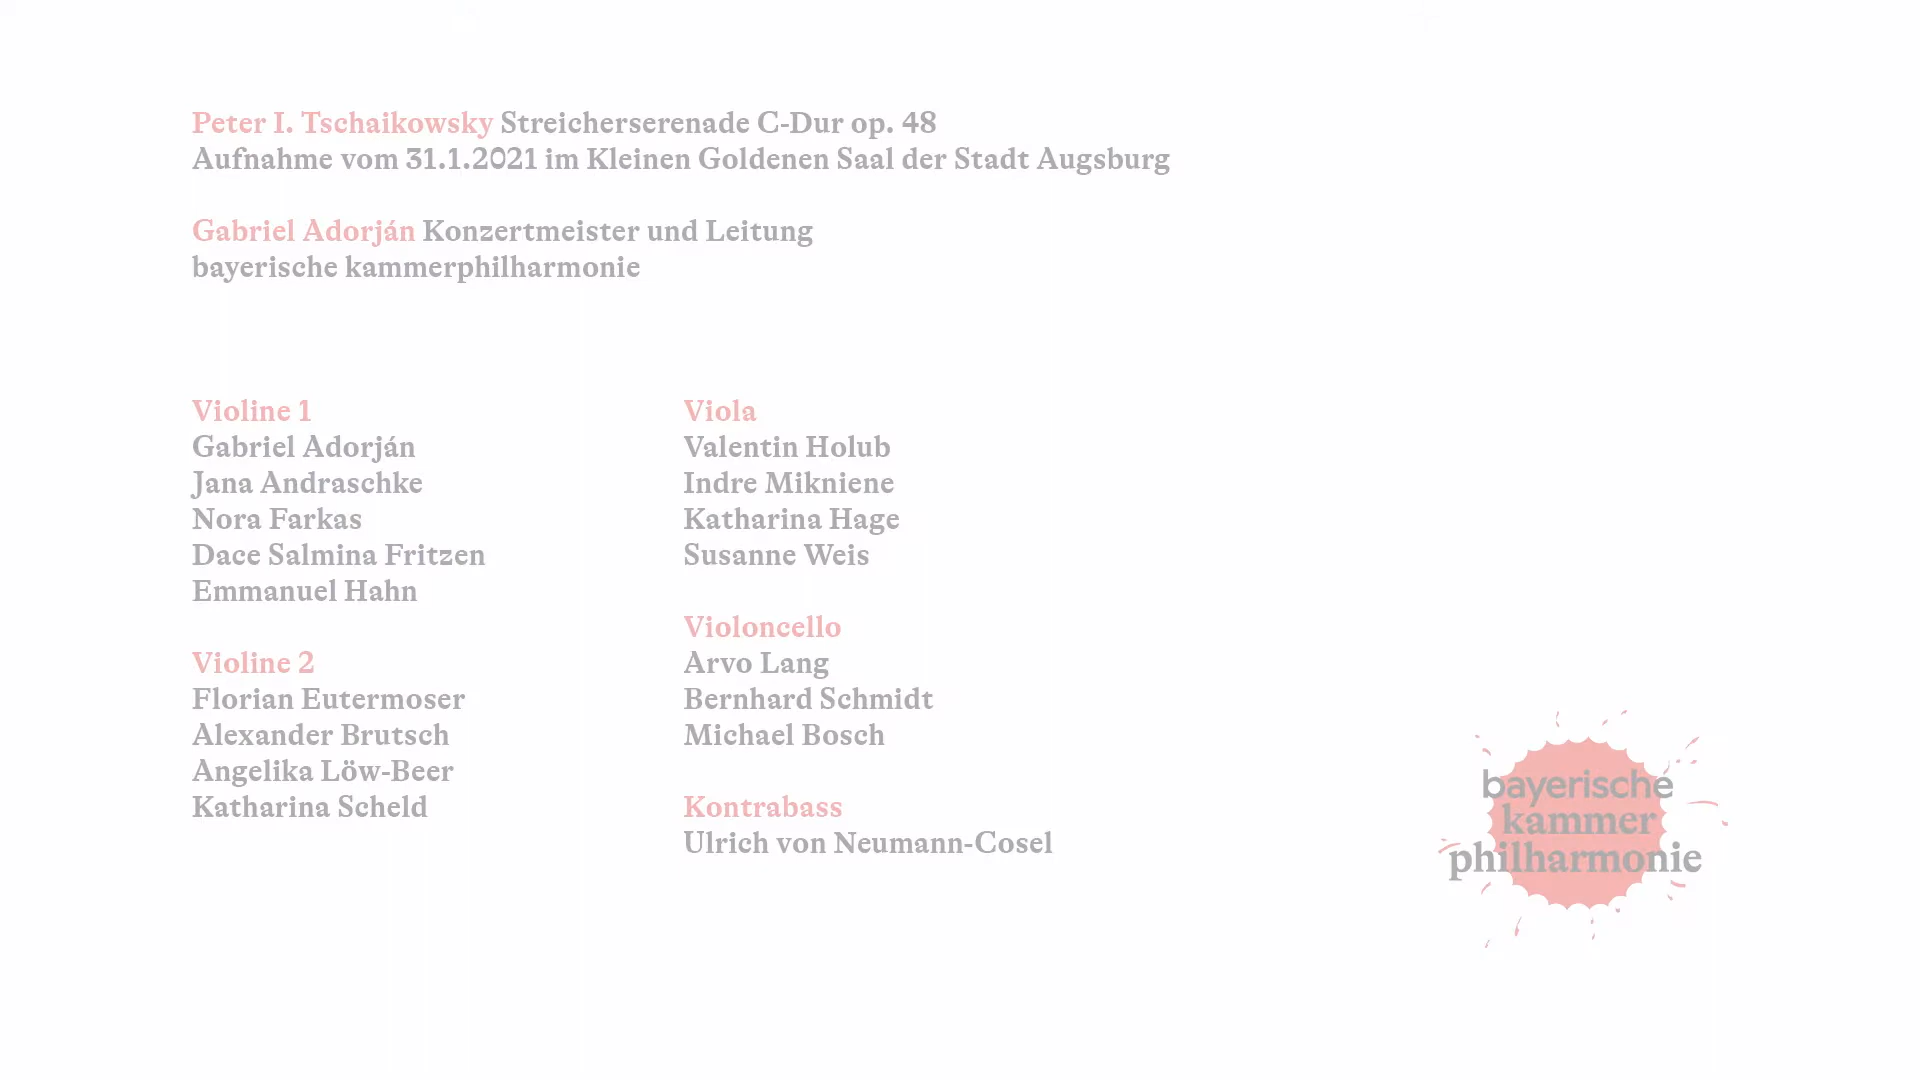 Peter I. Tschaikowsky Streicherserenade C-Dur op. 48
Aufnahme vom 31.1.2021 im Kleinen Goldenen Saal der Stadt Augsburg
Gabriel Adorján Konzertmeister und Leitung
bayerische kammerphilharmonie
Violine 1
Gabriel Adorján
Jana Andraschke
Nora Farkas
Dace Salmina Fritzen
Emmanuel Hahn
Violine 2
Florian Eutermoser
Alexander Brutsch
Angelika Löw-Beer
Katharina Scheld
Viola
Valentin Holub
Indre Mikniene
Katharina Hage
Susanne Weis
Violoncello
Arvo Lang
Bernhard Schmidt
Michael Bosch
Kontrabass
Ulrich von Neumann-Cosel
bayerische
kammer
philharmonie